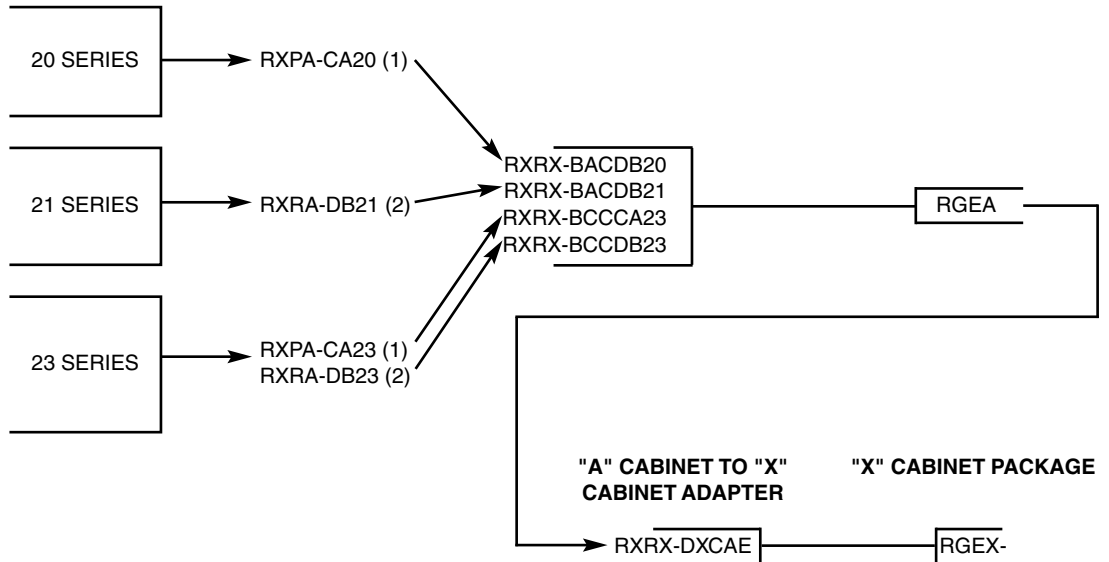 20 SERIES
RXPA-CA20 (1)
RXRX-BACDB20
RXRX-BACDB21
21 SERIES
RXRA-DB21 (2)
RXRX-BCCCA23
RXRX-BCCDB23
RGEA
23 SERIES
RXPA-CA23 (1)
RXRA-DB23 (2)
"A" CABINET TO "X"
CABINET ADAPTER
"X" CABINET PACKAGE
RXRX-DXCAE
RGEX-